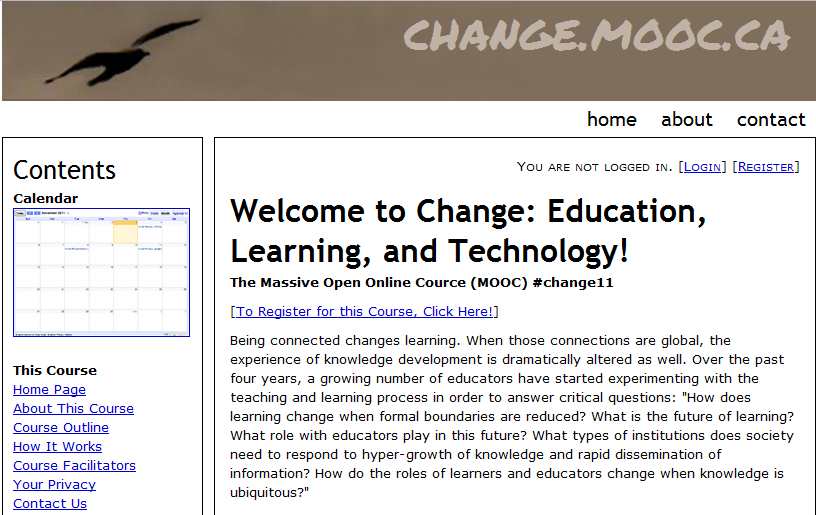 change.mooc.ca
home about contact
Contents
Calendar
This Course
Home Page
About This Course
Course Outline
How It Works
Course Facilitators
Your Privacy
Contact Us
You are not logged in. [Login] [Register]
Welcome to Change: Education,
Learning, and Technology!
The Massive Open Online Cource (MOOC) #change11
[To Register for this Course, Click Here!]
Being connected changes learning. When those connections are global, the
experience of knowledge development is dramatically altered as well. Over the past
four years, a growing number of educators have started experimenting with the
teaching and learning process in order to answer critical questions: "How does
learning change when formal boundaries are reduced? What is the future of learning?
What role with educators play in this future? What types of institutions does society
need to respond to hyper-growth of knowledge and rapid dissemination of
information? How do the roles of learners and educators change when knowledge is
ubiquitous?"